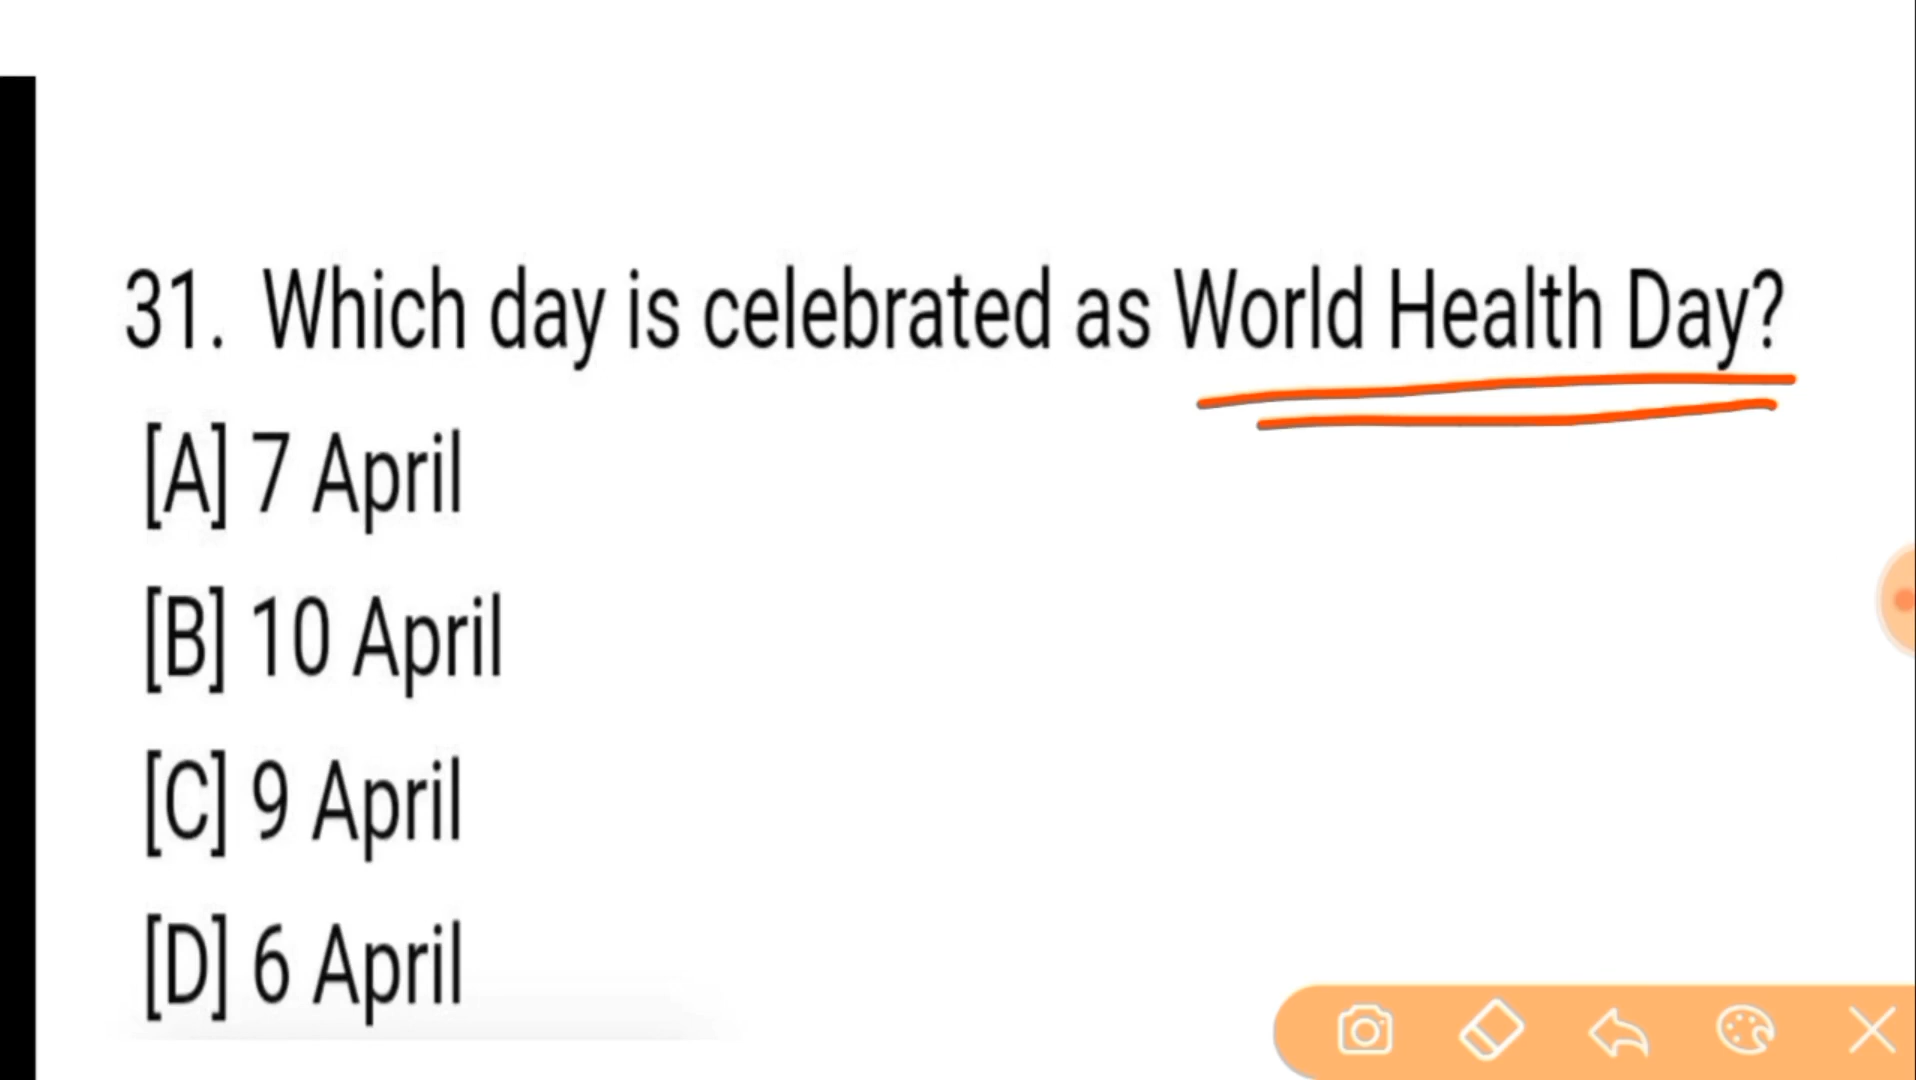 31. Which day is celebrated as World Health Day?
[A] 7 April
[B] 10 April
[C] 9 April
[D] 6 April